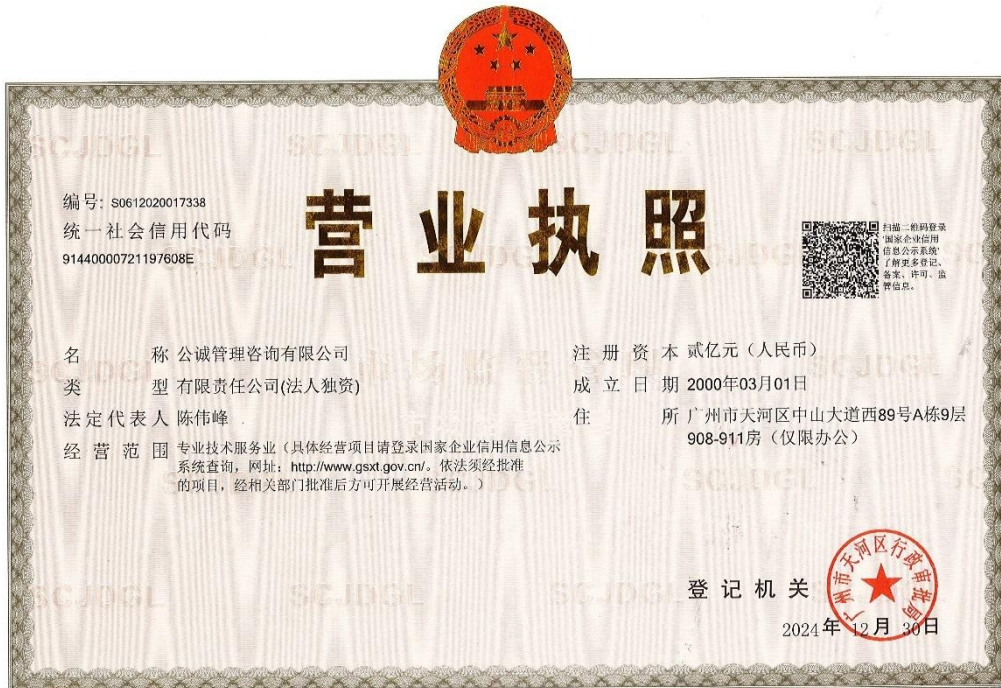 编号: S0612020017338
统一社会信用代码
91440000721197608E
营业执照
扫描二维码登录
'国家企业信用
信息公示系统'
了解更多登记、
备案、许可、监
管信息。
名称 公诚管理咨询有限公司
类型 有限责任公司(法人独资)
法定代表人 陈伟峰
经营范围 专业技术服务业（具体经营项目请登录国家企业信用信息公示
系统查询，网址：http://www.gsxt.gov.cn/。依法须经批准
的项目，经相关部门批准后方可开展经营活动。）
注册资本 贰亿元（人民币）
成立日期 2000年03月01日
住所 广州市天河区中山大道西89号A栋9层
908-911房（仅限办公）
登记机关
广州市天河区行政审批局
2024年12月30日
SCJDGL